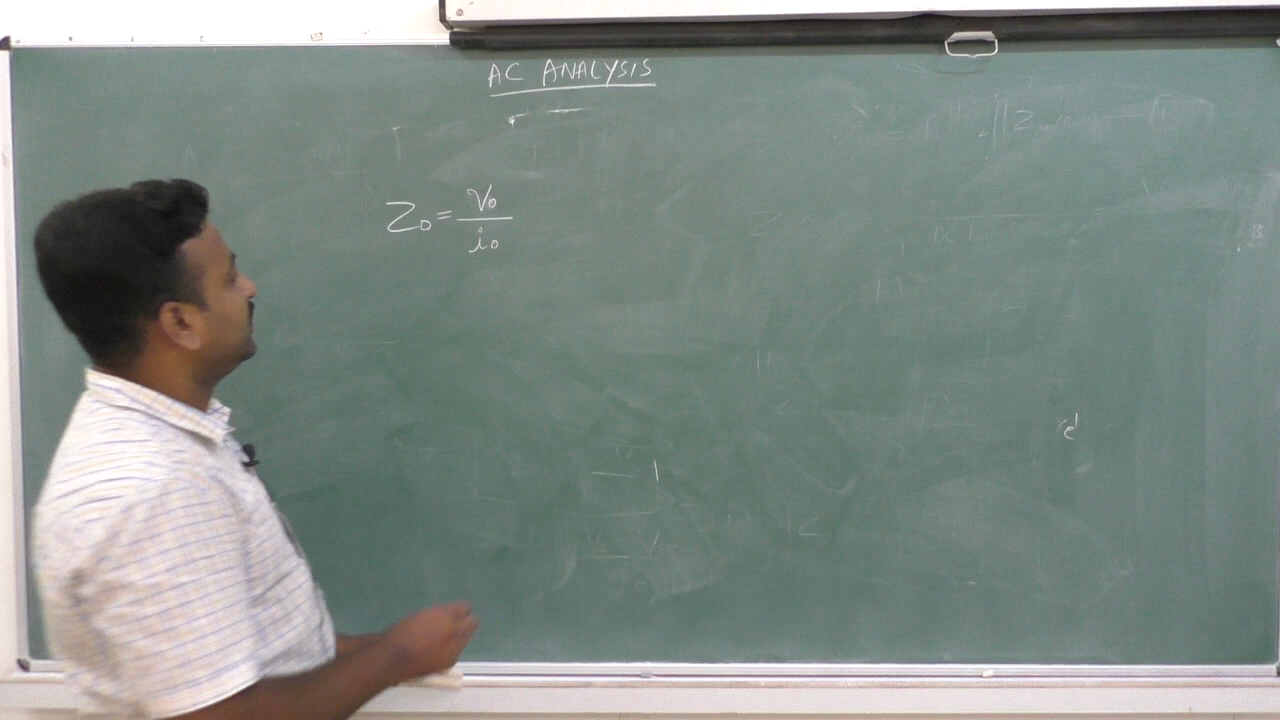 AC ANALYSIS
Z₀ = V₀/i₀